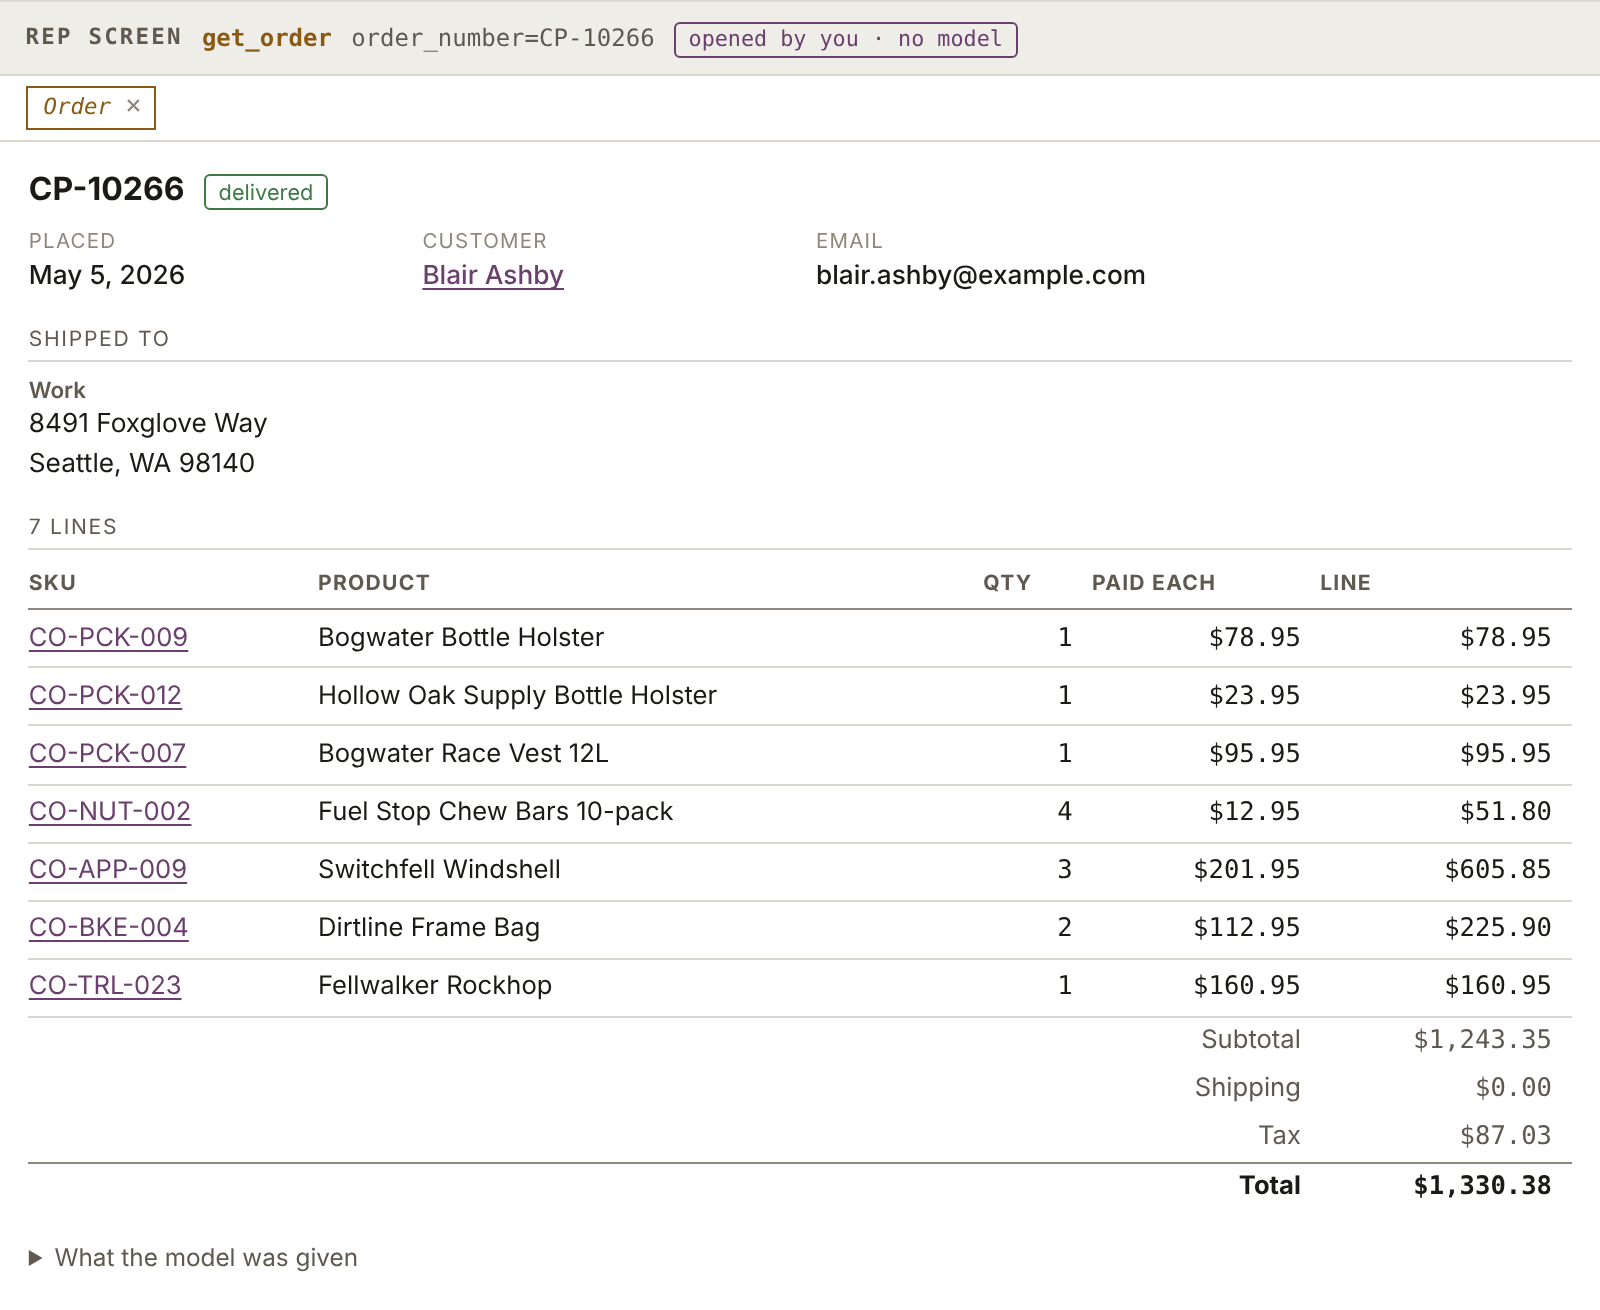 REP SCREEN get_order order_number=CP-10266 opened by you · no model
Order ×
CP-10266 delivered
PLACED CUSTOMER EMAIL
May 5, 2026 Blair Ashby blair.ashby@example.com
SHIPPED TO
Work
8491 Foxglove Way
Seattle, WA 98140
7 LINES
SKU PRODUCT QTY PAID EACH LINE
CO-PCK-009 Bogwater Bottle Holster 1 $78.95 $78.95
CO-PCK-012 Hollow Oak Supply Bottle Holster 1 $23.95 $23.95
CO-PCK-007 Bogwater Race Vest 12L 1 $95.95 $95.95
CO-NUT-002 Fuel Stop Chew Bars 10-pack 4 $12.95 $51.80
CO-APP-009 Switchfell Windshell 3 $201.95 $605.85
CO-BKE-004 Dirtline Frame Bag 2 $112.95 $225.90
CO-TRL-023 Fellwalker Rockhop 1 $160.95 $160.95
Subtotal $1,243.35
Shipping $0.00
Tax $87.03
Total $1,330.38
▶ What the model was given